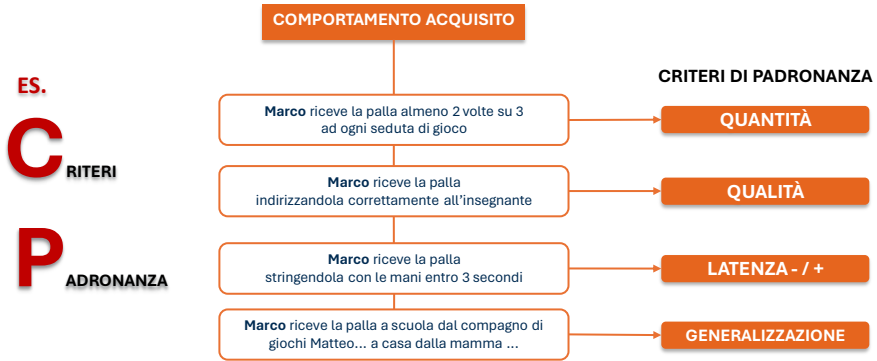 COMPORTAMENTO ACQUISITO
ES.
CRITERI
PADRONANZA
CRITERI DI PADRONANZA
Marco riceve la palla almeno 2 volte su 3
ad ogni seduta di gioco
QUANTITÀ
Marco riceve la palla
indirizzandola correttamente all'insegnante
QUALITÀ
Marco riceve la palla
stringendola con le mani entro 3 secondi
LATENZA - / +
Marco riceve la palla a scuola dal compagno di
giochi Matteo... a casa dalla mamma ...
GENERALIZZAZIONE